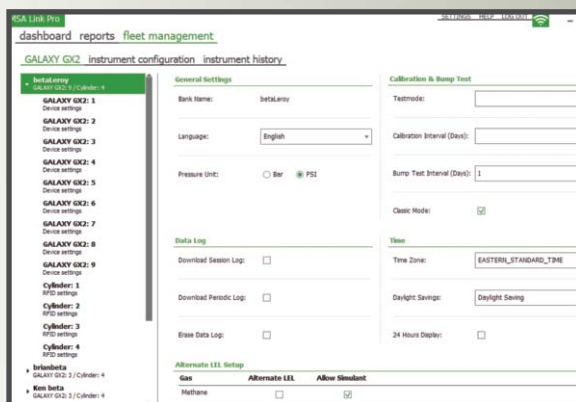 MSA Link Pro
SETTINGS HELP LOG OUT
dashboard reports fleet management
GALAXY GX2 instrument configuration instrument history
betaLeroy
GALAXY GX2: 9 / Cylinder: 4
GALAXY GX2: 1
Device settings
GALAXY GX2: 2
Device settings
GALAXY GX2: 3
Device settings
GALAXY GX2: 4
Device settings
GALAXY GX2: 5
Device settings
GALAXY GX2: 6
Device settings
GALAXY GX2: 7
Device settings
GALAXY GX2: 8
Device settings
GALAXY GX2: 9
Device settings
Cylinder: 1
RFID settings
Cylinder: 2
RFID settings
Cylinder: 3
RFID settings
Cylinder: 4
RFID settings
brianbeta
GALAXY GX2: 3 / Cylinder: 4
Ken beta
GALAXY GX2: 3 / Cylinder: 4
General Settings
Bank Name: betaLeroy
Language: English
Pressure Unit: Bar PSI
Calibration & Bump Test
Testmode:
Calibration Interval (Days):
Bump Test Interval (Days): 1
Classic Mode:
Data Log
Download Session Log:
Download Periodic Log:
Erase Data Log:
Time
Time Zone: EASTERN_STANDARD_TIME
Daylight Savings: Daylight Saving
24 Hours Display:
Alternate LEL Setup
Gas Alternate LEL Allow Simulant
Methane